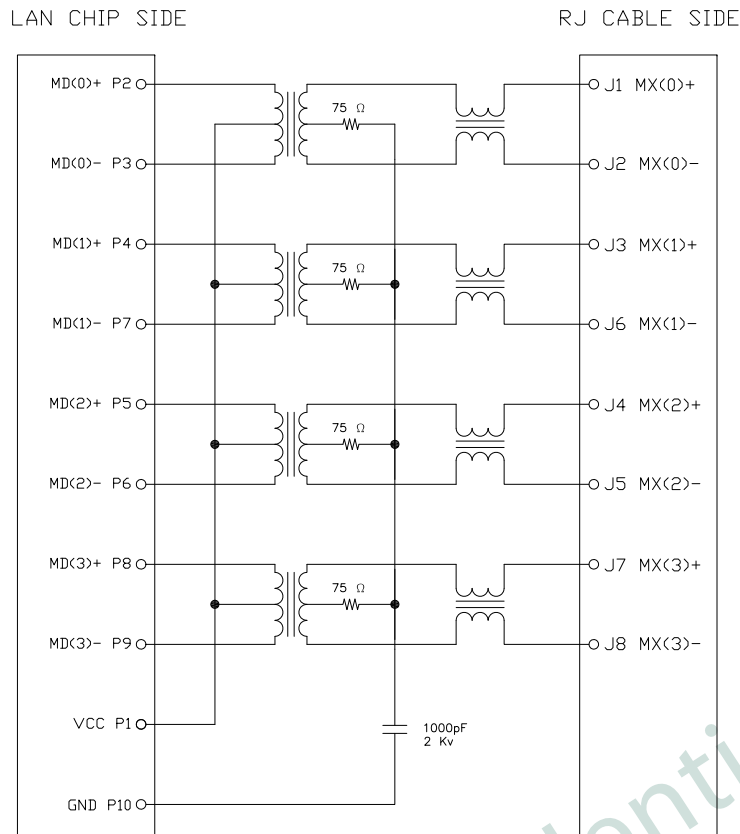 LAN CHIP SIDE
RJ CABLE SIDE
MD(0)+ P2
75 Ω
J1 MX(0)+
MD(0)- P3
J2 MX(0)-
MD(1)+ P4
75 Ω
J3 MX(1)+
MD(1)- P7
J6 MX(1)-
MD(2)+ P5
75 Ω
J4 MX(2)+
MD(2)- P6
J5 MX(2)-
MD(3)+ P8
75 Ω
J7 MX(3)+
MD(3)- P9
J8 MX(3)-
VCC P1
1000pF
2 Kv
GND P10